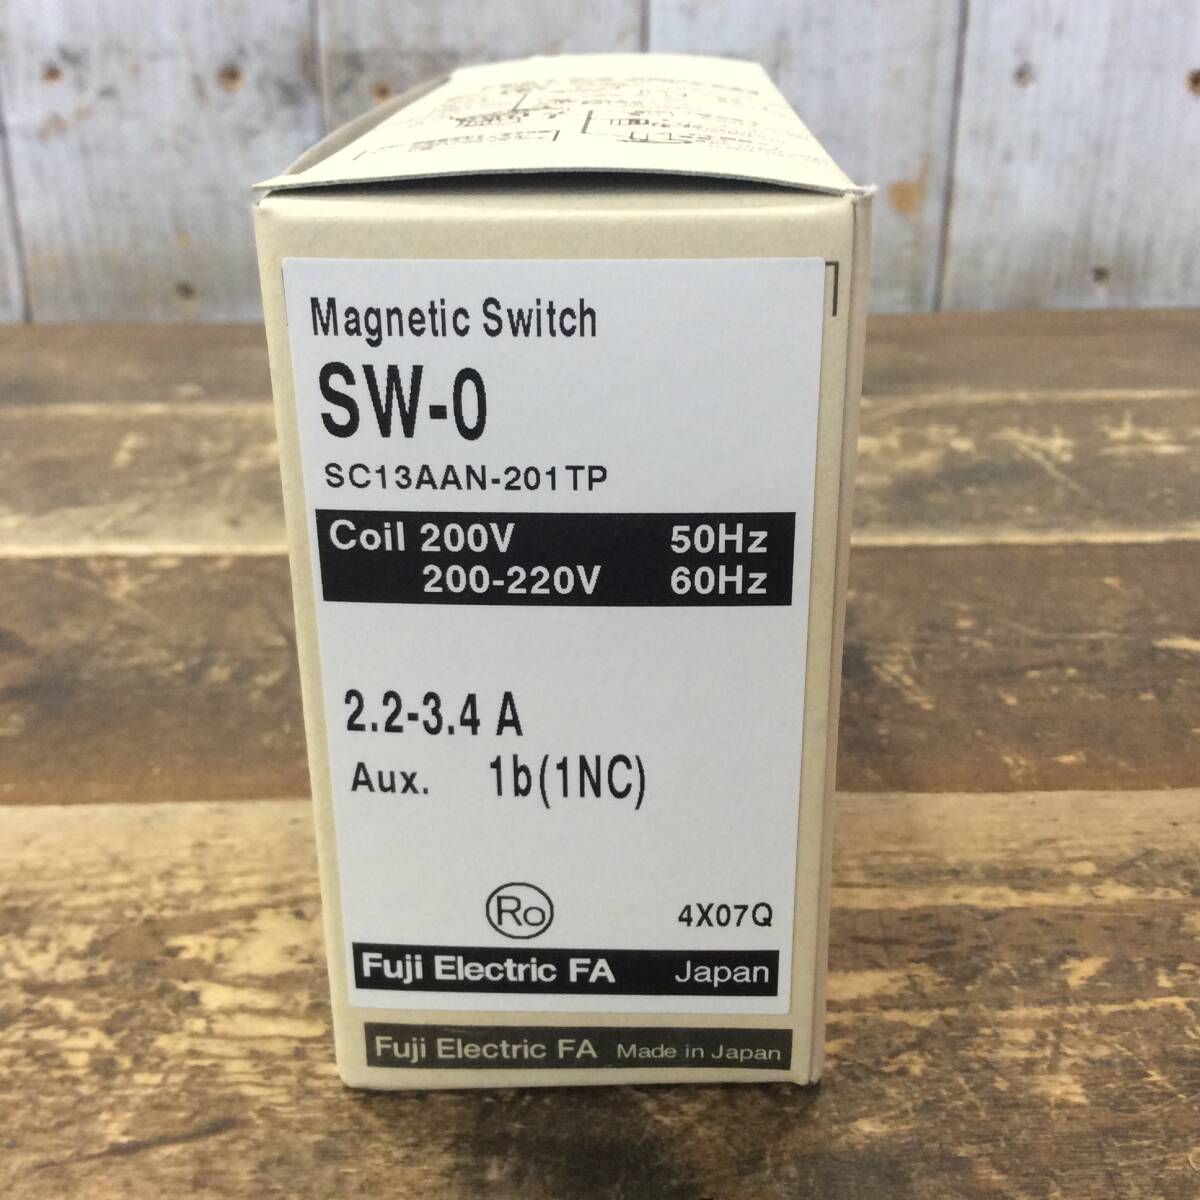 Magnetic Switch
SW-0
SC13AAN-201TP
Coil 200V 50Hz
200-220V 60Hz
2.2-3.4 A
Aux. 1b(1NC)
Ro 4X07Q
Fuji Electric FA Japan
Fuji Electric FA Made in Japan